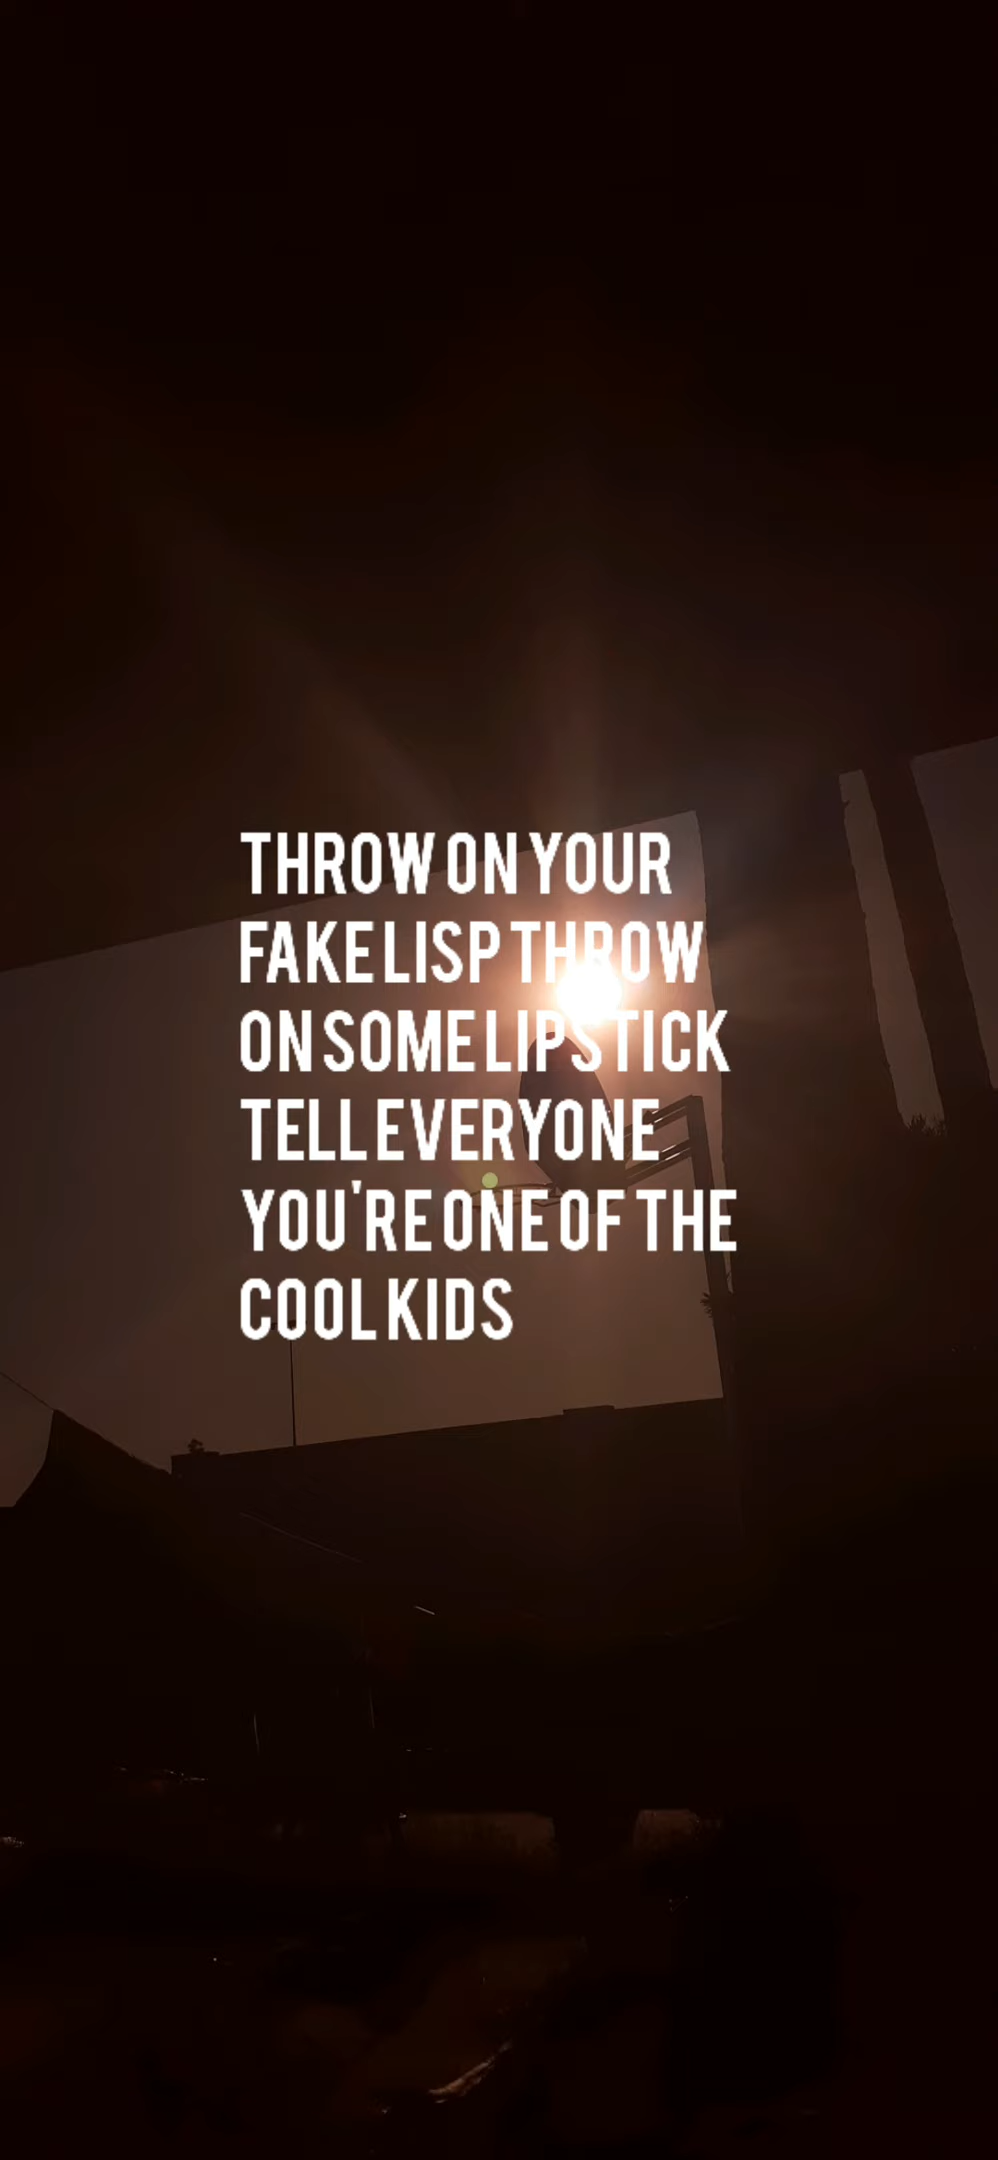 THROW ON YOUR
FAKE LISP THROW
ON SOME LIPSTICK
TELL EVERYONE
YOU'RE ONE OF THE
COOL KIDS